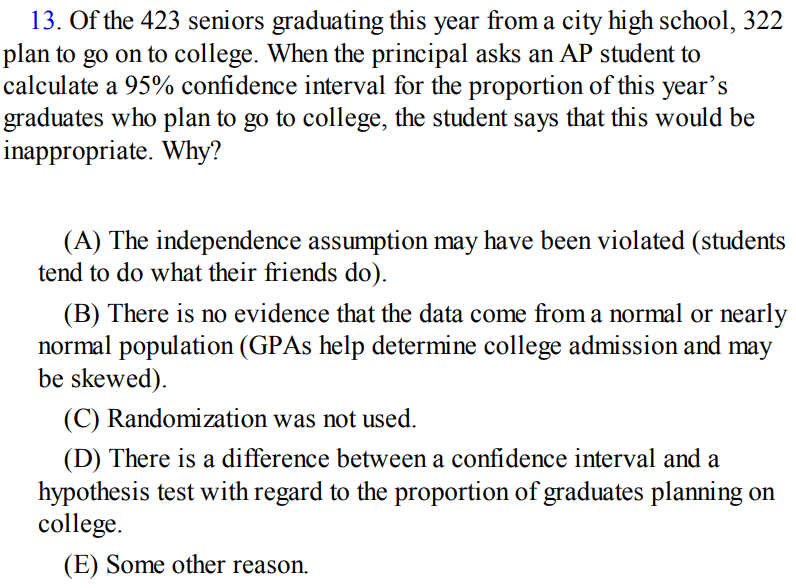 13. Of the 423 seniors graduating this year from a city high school, 322
plan to go on to college. When the principal asks an AP student to
calculate a 95% confidence interval for the proportion of this year’s
graduates who plan to go to college, the student says that this would be
inappropriate. Why?
(A) The independence assumption may have been violated (students
tend to do what their friends do).
(B) There is no evidence that the data come from a normal or nearly
normal population (GPAs help determine college admission and may
be skewed).
(C) Randomization was not used.
(D) There is a difference between a confidence interval and a
hypothesis test with regard to the proportion of graduates planning on
college.
(E) Some other reason.